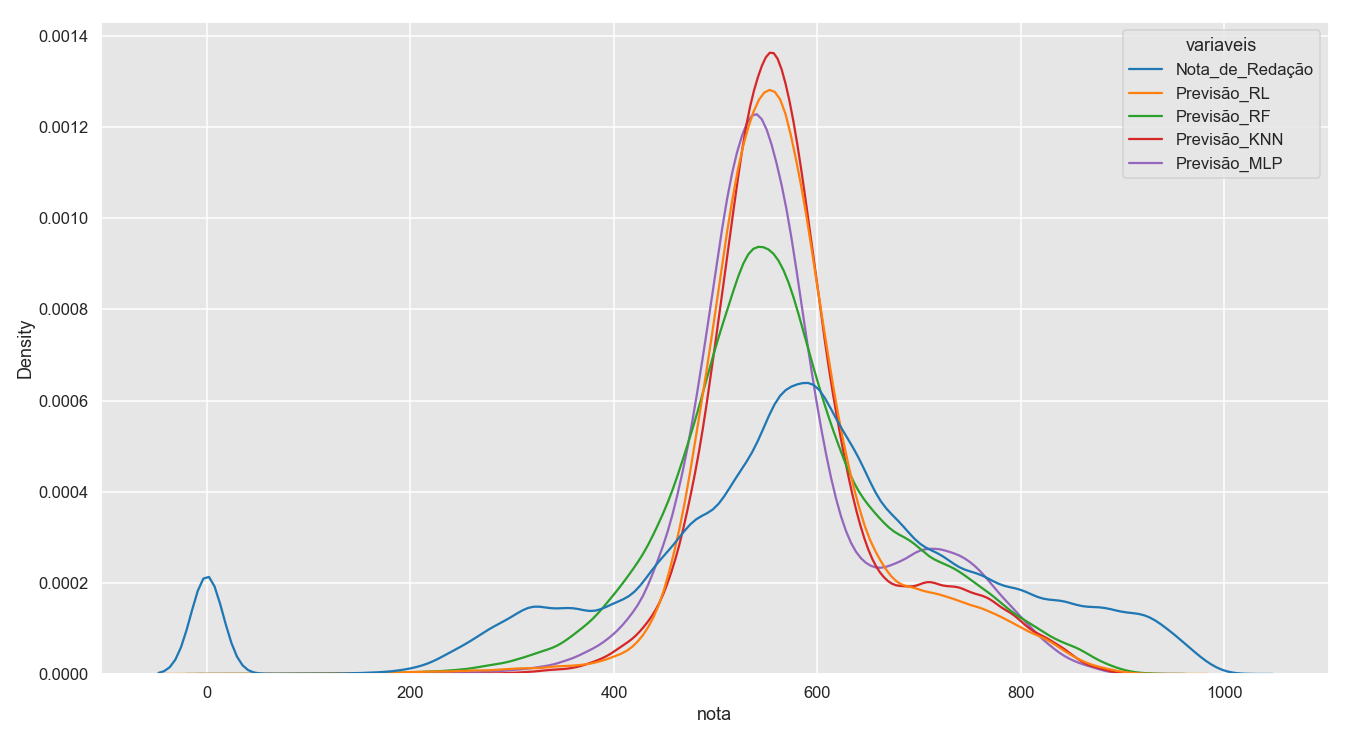 0.0014
0.0012
0.0010
0.0008
0.0006
0.0004
0.0002
0.0000
Density
0
200
400
600
800
1000
nota
variaveis
Nota_de_Redação
Previsão_RL
Previsão_RF
Previsão_KNN
Previsão_MLP